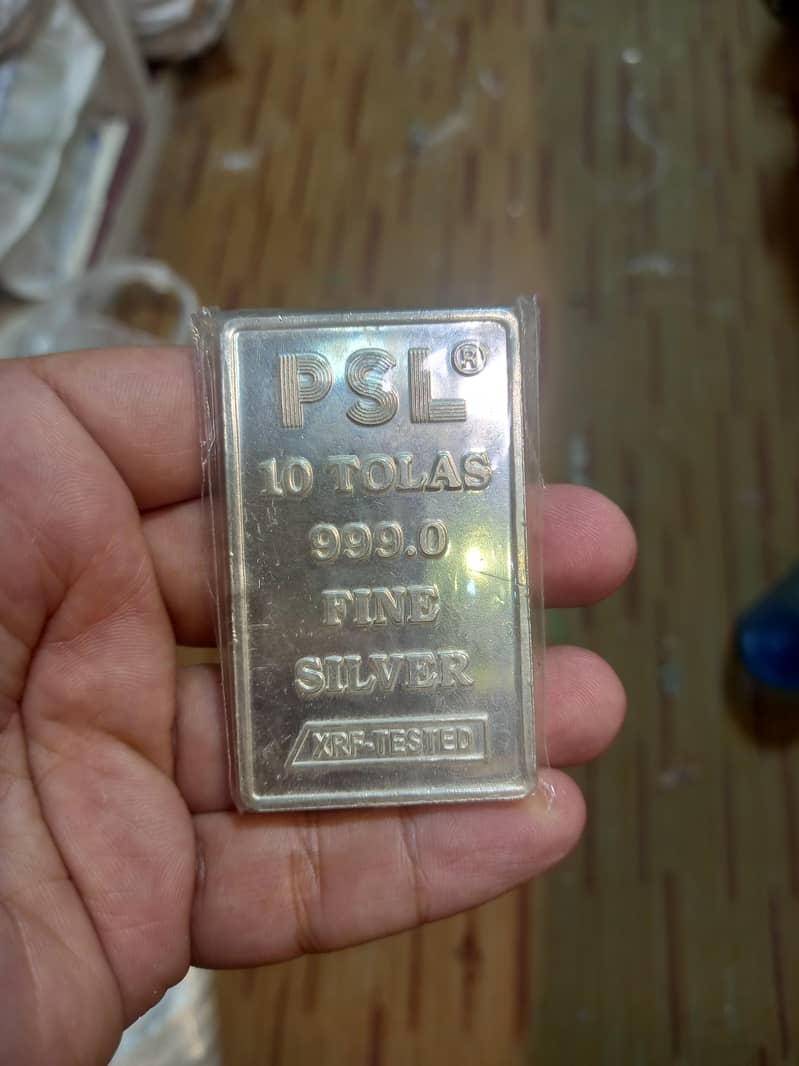 PSL®
10 TOLAS
999.0
FINE
SILVER
XRF-TESTED